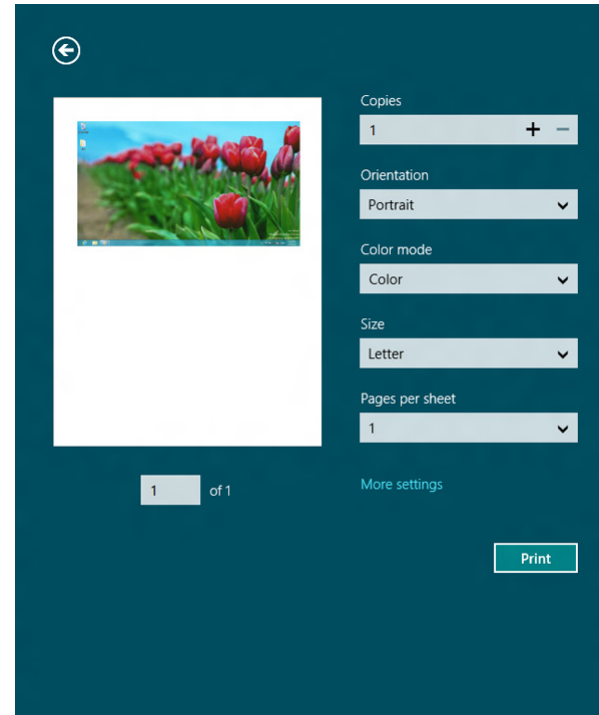 Copies
1
Orientation
Portrait
Color mode
Color
Size
Letter
Pages per sheet
1
1 of 1
More settings
Print